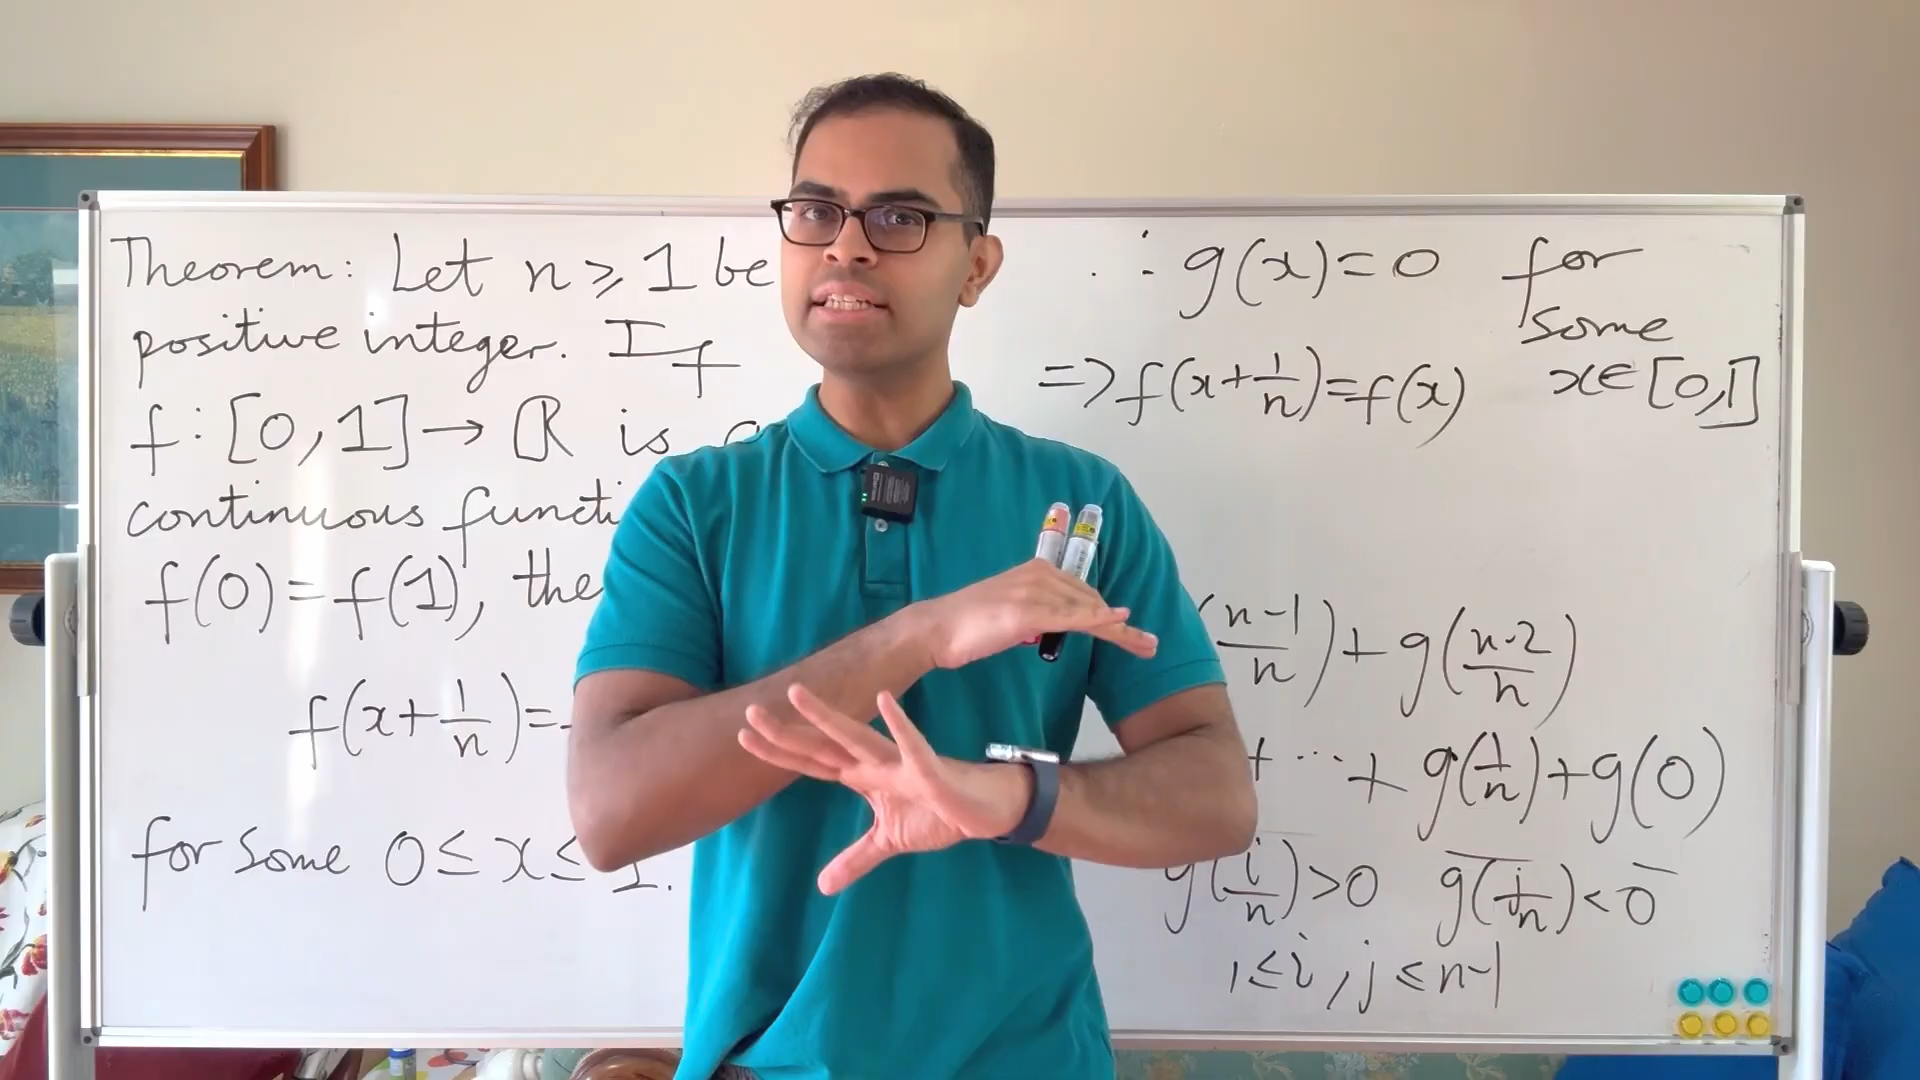 Theorem: Let n ⩾ 1 be
positive integer. If
f : [0,1] → ℝ is
continuous functi
f(0) = f(1), the
f(x + 1/n) =
for some 0 ≤ x ≤ 1.
∴ g(x) = 0 for
some
x ∈ [0,1]
=> f(x + 1/n) = f(x)
(n-1/n) + g(n-2/n)
+ ... + g(1/n) + g(0)
g(i/n) > 0 g(j/n) < 0
1 ≤ i, j ≤ n-1